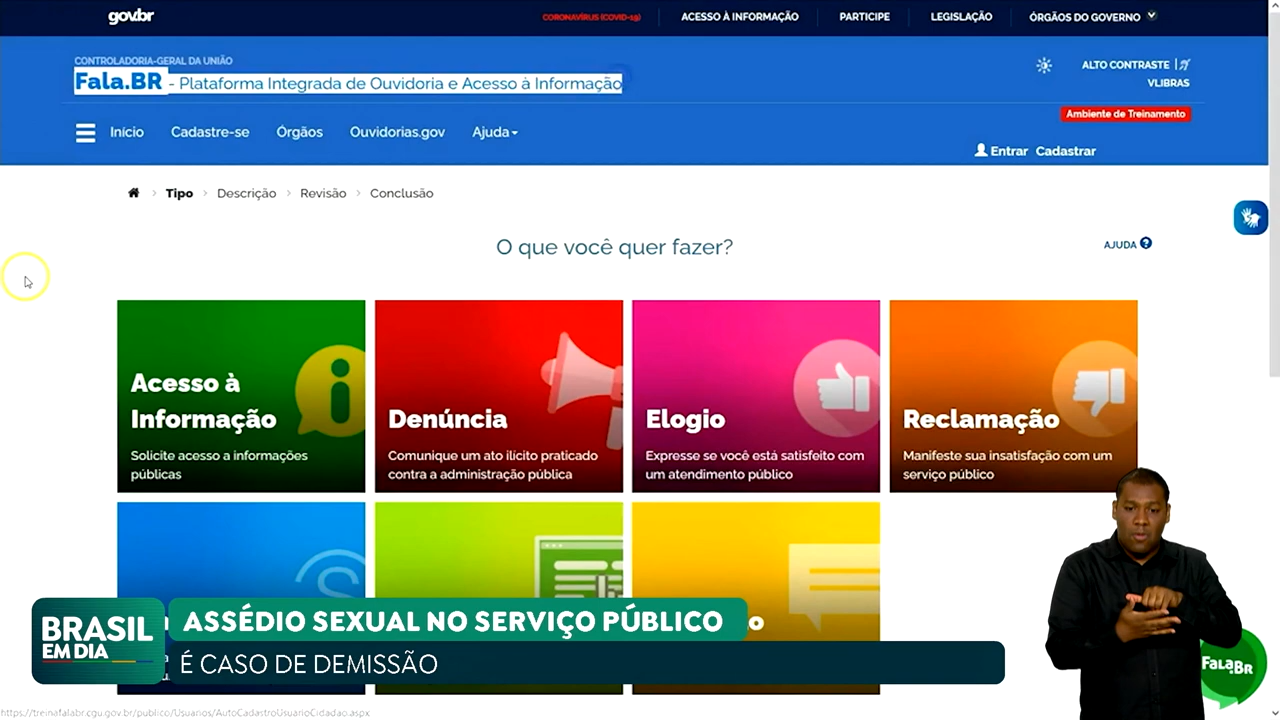 gov.br
CORONAVÍRUS (COVID-19)
ACESSO À INFORMAÇÃO
PARTICIPE
LEGISLAÇÃO
ÓRGÃOS DO GOVERNO
CONTROLADORIA-GERAL DA UNIÃO
Fala.BR - Plataforma Integrada de Ouvidoria e Acesso à Informação
ALTO CONTRASTE
VLIBRAS
Ambiente de Treinamento
Início
Cadastre-se
Órgãos
Ouvidorias.gov
Ajuda
Entrar
Cadastrar
Tipo
Descrição
Revisão
Conclusão
O que você quer fazer?
AJUDA
Acesso à
Informação
Solicite acesso a informações
públicas
Denúncia
Comunique um ato ilícito praticado
contra a administração pública
Elogio
Expresse se você está satisfeito com
um atendimento público
Reclamação
Manifeste sua insatisfação com um
serviço público
BRASIL
EM DIA
ASSÉDIO SEXUAL NO SERVIÇO PÚBLICO
É CASO DE DEMISSÃO
FALA.BR
https://treinafalabr.cgu.gov.br/publico/Usuarios/AutoCadastroUsuarioCidadao.aspx